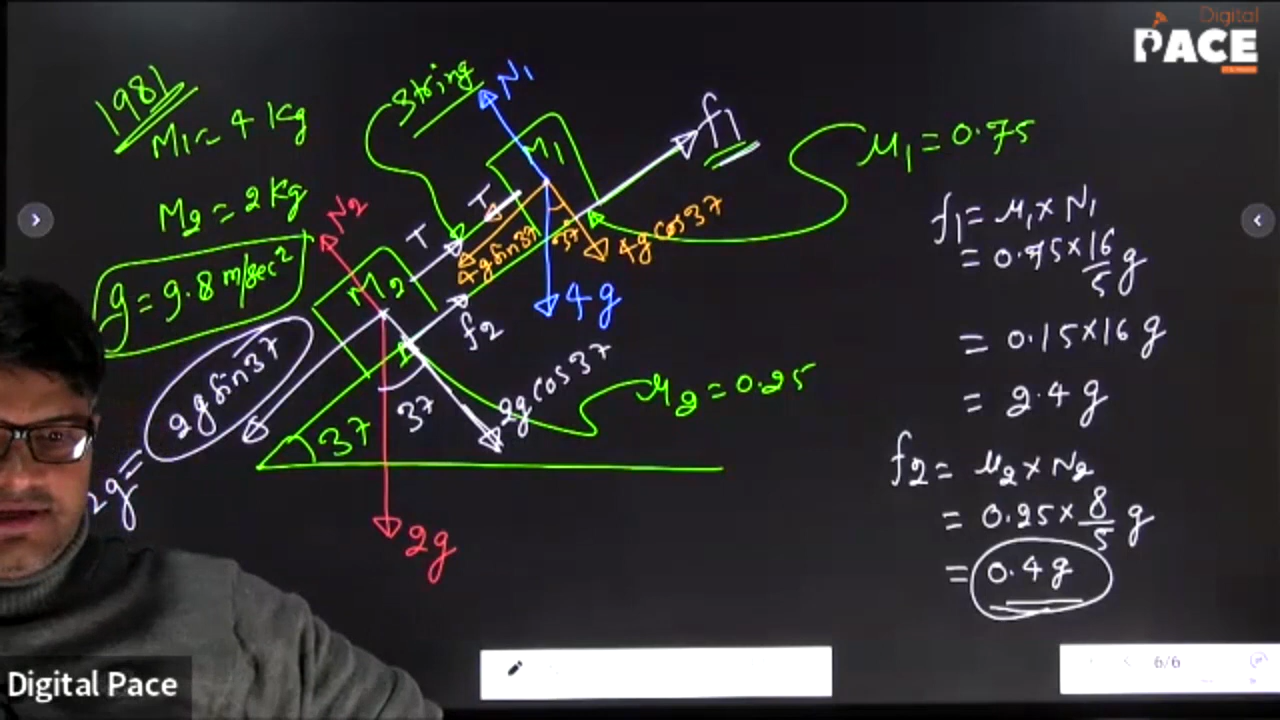 Digital
PACE
1981
M1 = 4 Kg
M2 = 2 Kg
g = 9.8 m/sec²
String
N1
M1
f1
μ1 = 0.75
T
4g sin37
37
4g cos37
4g
N2
T
M2
f2
2g sin37
2g =
37
37
2g cos37
μ2 = 0.25
2g
f1 = μ1 × N1
= 0.75 × 16/5 g
= 0.15 × 16 g
= 2.4 g
f2 = μ2 × N2
= 0.25 × 8/5 g
= 0.4 g
Digital Pace
6/6